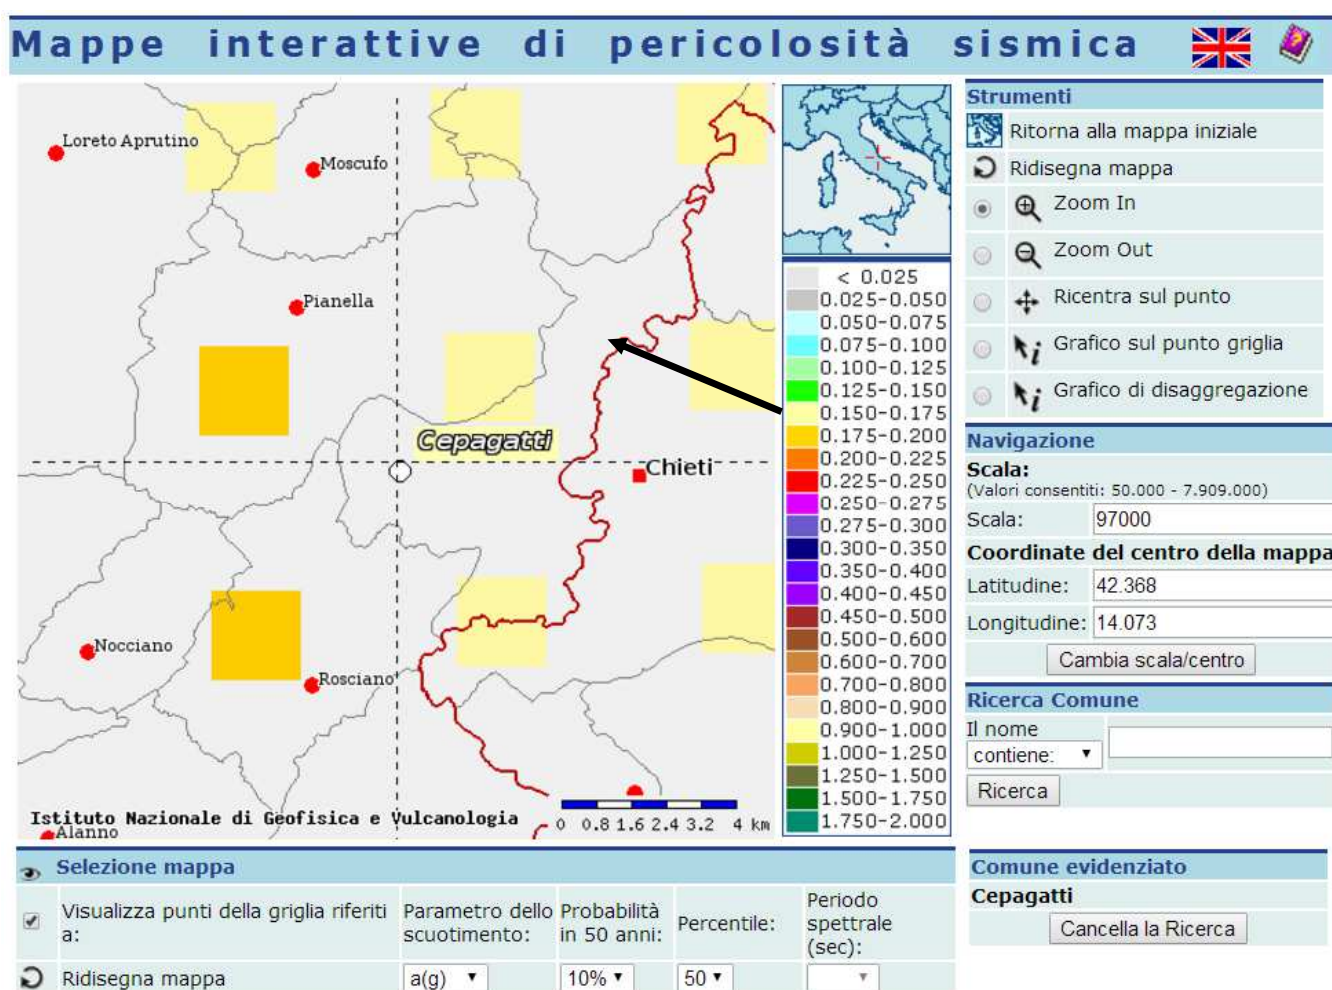 Mappe interattive di pericolosità sismica
Loreto Aprutino
Moscufo
Pianella
Cepagatti
Chieti
Nocciano
Rosciano
Istituto Nazionale di Geofisica e Vulcanologia
Alanno
0 0.8 1.6 2.4 3.2 4 km
< 0.025
0.025-0.050
0.050-0.075
0.075-0.100
0.100-0.125
0.125-0.150
0.150-0.175
0.175-0.200
0.200-0.225
0.225-0.250
0.250-0.275
0.275-0.300
0.300-0.350
0.350-0.400
0.400-0.450
0.450-0.500
0.500-0.600
0.600-0.700
0.700-0.800
0.800-0.900
0.900-1.000
1.000-1.250
1.250-1.500
1.500-1.750
1.750-2.000
Strumenti
Ritorna alla mappa iniziale
Ridisegna mappa
Zoom In
Zoom Out
Ricentra sul punto
Grafico sul punto griglia
Grafico di disaggregazione
Navigazione
Scala:
(Valori consentiti: 50.000 - 7.909.000)
Scala: 97000
Coordinate del centro della mappa
Latitudine: 42.368
Longitudine: 14.073
Cambia scala/centro
Ricerca Comune
Il nome
contiene:
Ricerca
Selezione mappa
Visualizza punti della griglia riferiti
a:
Parametro dello
scuotimento:
Probabilità
in 50 anni:
Percentile:
Periodo
spettrale
(sec):
Ridisegna mappa
a(g) 10% 50
Comune evidenziato
Cepagatti
Cancella la Ricerca